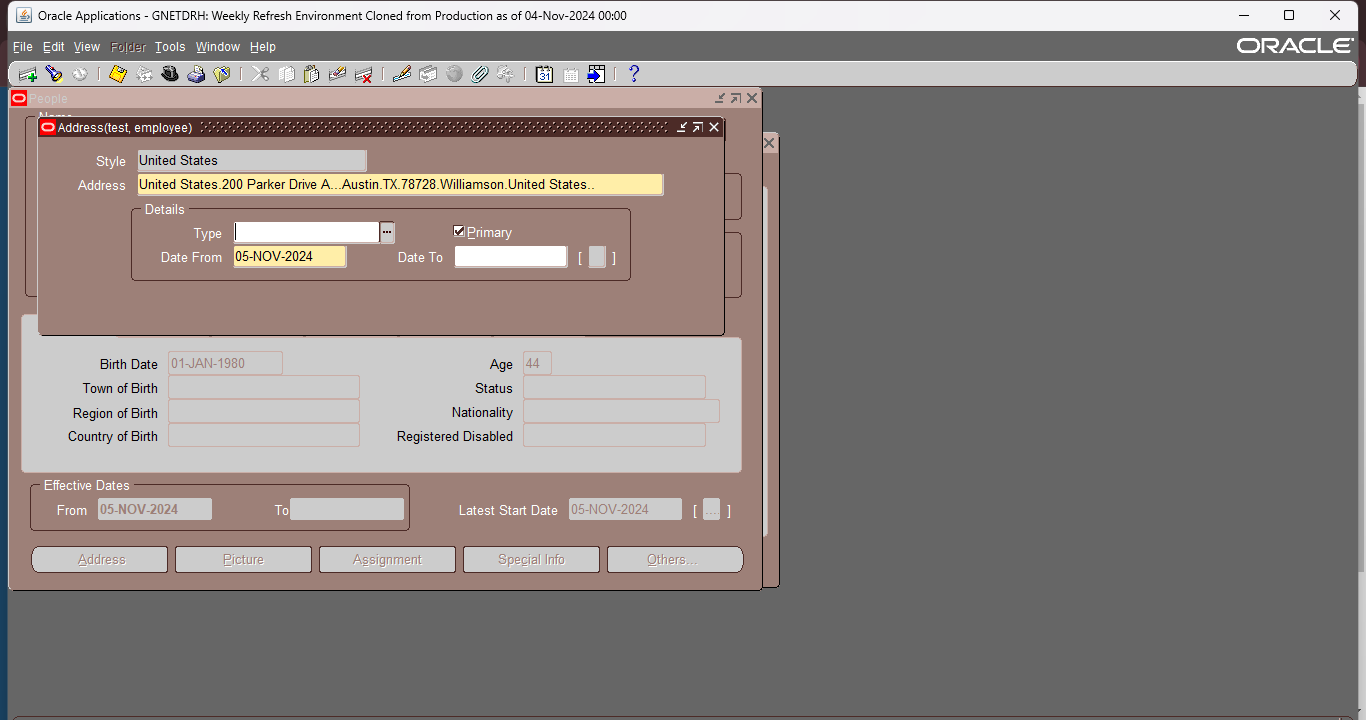 Oracle Applications - GNETDRH: Weekly Refresh Environment Cloned from Production as of 04-Nov-2024 00:00
File Edit View Folder Tools Window Help
ORACLE
People
Name
Address(test, employee)
Style United States
Address United States.200 Parker Drive A...Austin.TX.78728.Williamson.United States..
Details
Type ... Primary
Date From 05-NOV-2024 Date To [ ]
Birth Date 01-JAN-1980 Age 44
Town of Birth Status
Region of Birth Nationality
Country of Birth Registered Disabled
Effective Dates
From 05-NOV-2024 To Latest Start Date 05-NOV-2024 [ .... ]
Address Picture Assignment Special Info Others...